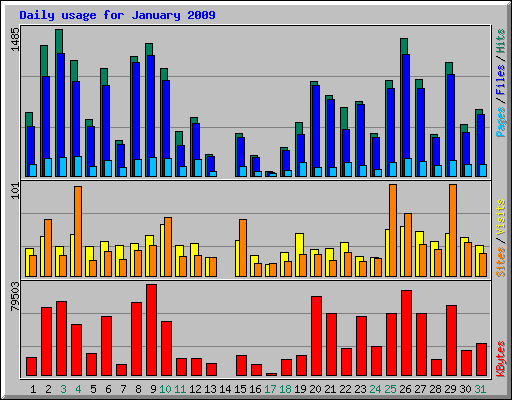 Daily usage for January 2009
1485
Pages / Files / Hits
101
Sites / Visits
79503
KBytes
1 2 3 4 5 6 7 8 9 10 11 12 13 14 15 16 17 18 19 20 21 22 23 24 25 26 27 28 29 30 31